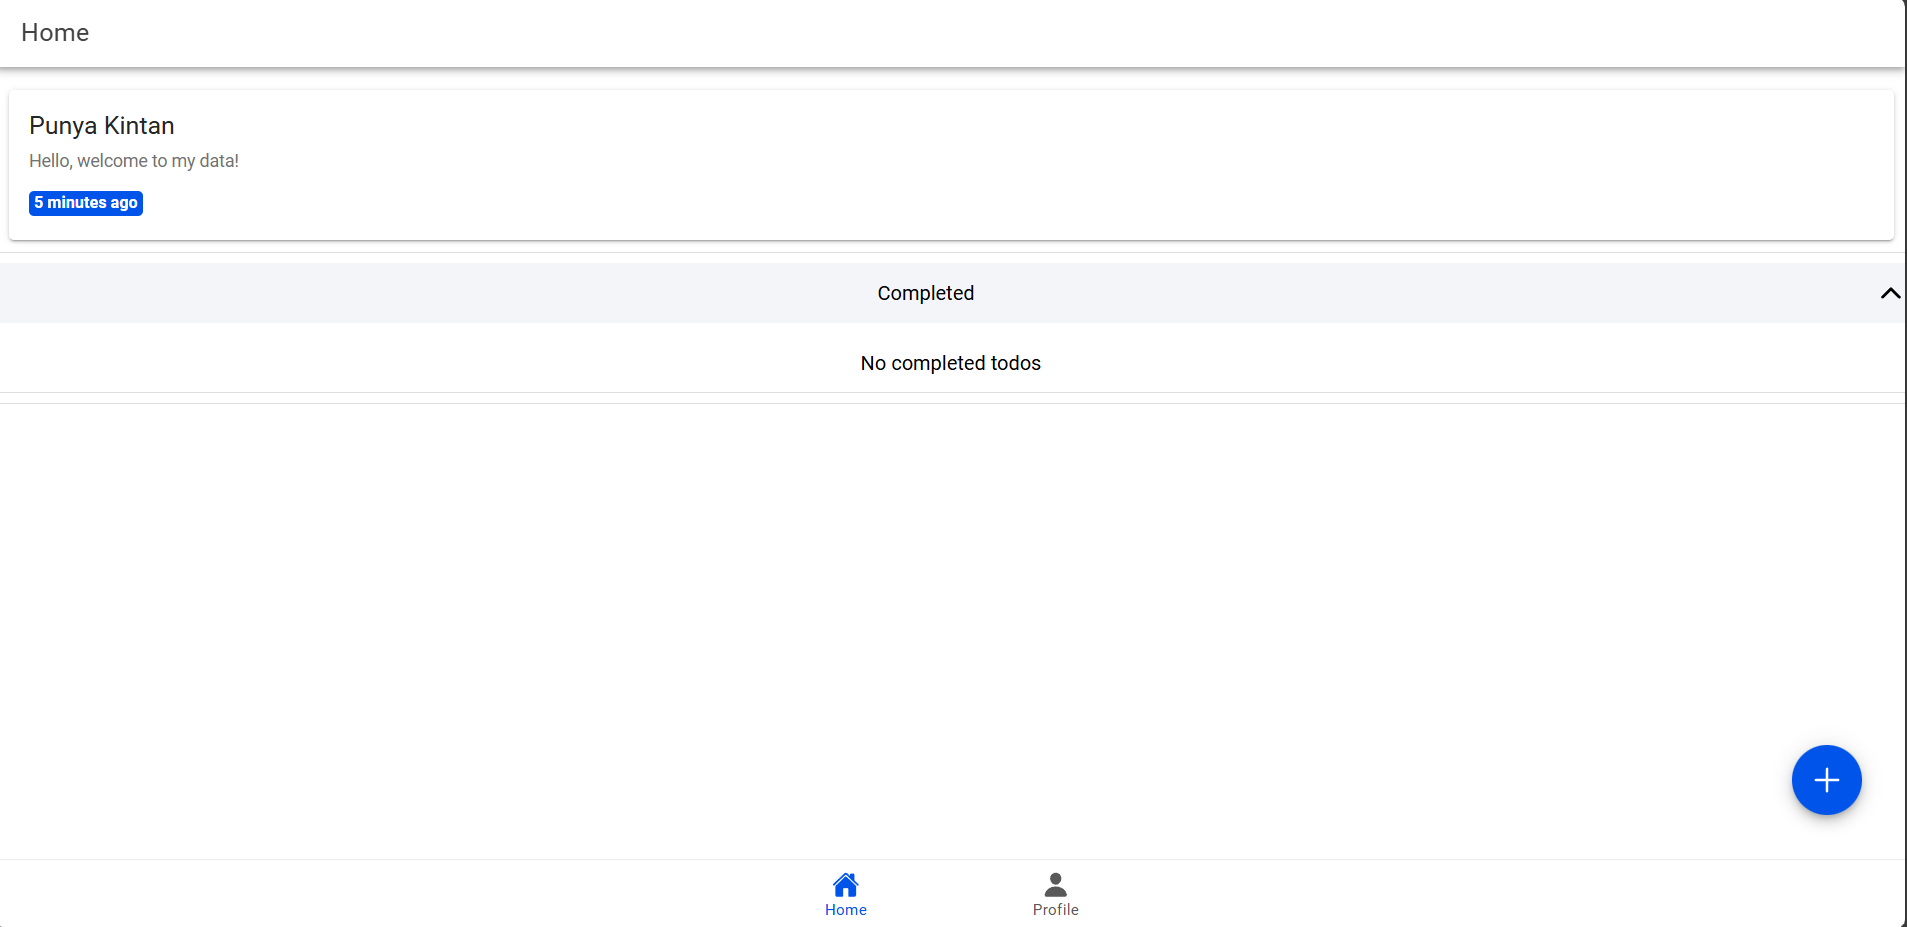 Home
Punya Kintan
Hello, welcome to my data!
5 minutes ago
Completed
No completed todos
Home
Profile